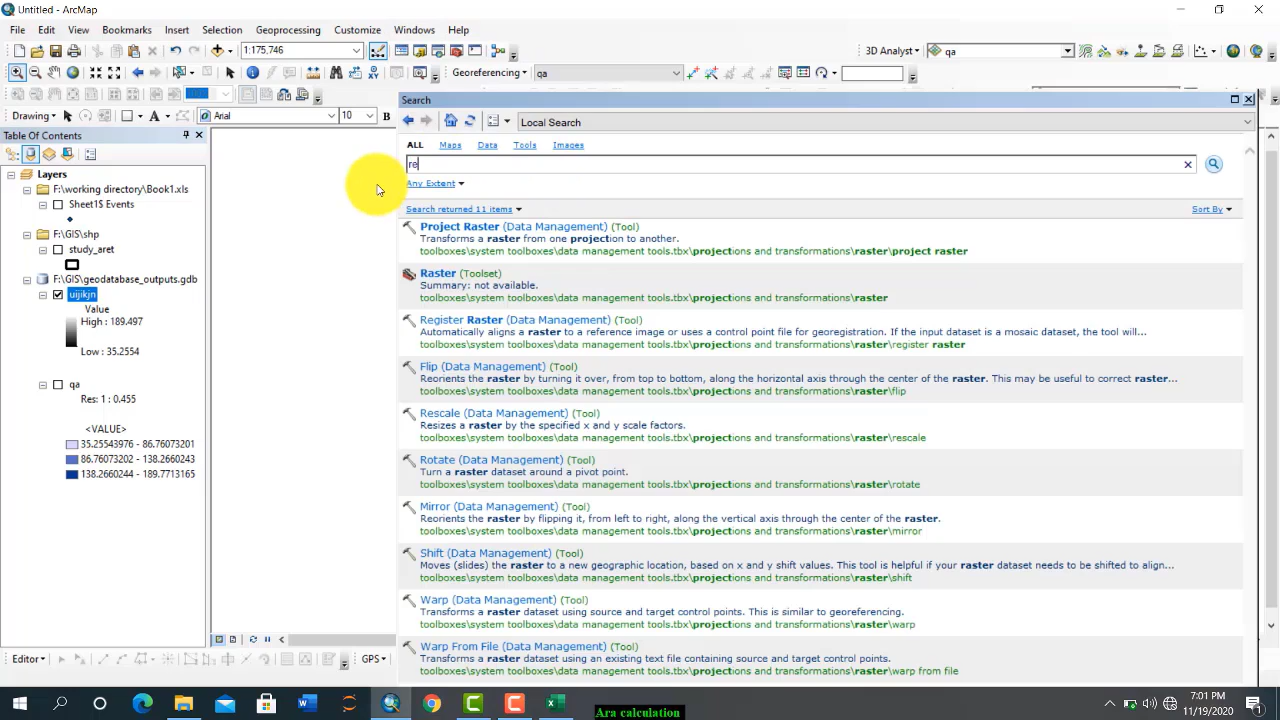 Untitled - ArcMap
File Edit View Bookmarks Insert Selection Geoprocessing Customize Windows Help
1:175,746
3D Analyst
qa
Georeferencing
qa
Drawing
A
Arial
10
B
Table Of Contents
Layers
F:\working directory\Book1.xls
Sheet1$ Events
F:\GIS\shp
study_aret
F:\GIS\geodatabase_outputs.gdb
uijikjn
Value
High : 189.497
Low : 35.2554
qa
Res: 1 : 0.455
<VALUE>
35.25543976 - 86.76073201
86.76073202 - 138.2660243
138.2660244 - 189.7713165
Search
Local Search
ALL Maps Data Tools Images
re
Any Extent
Search returned 11 items
Sort By
Project Raster (Data Management) (Tool)
Transforms a raster from one projection to another.
toolboxes\system toolboxes\data management tools.tbx\projections and transformations\raster\project raster
Raster (Toolset)
Summary: not available.
toolboxes\system toolboxes\data management tools.tbx\projections and transformations\raster
Register Raster (Data Management) (Tool)
Automatically aligns a raster to a reference image or uses a control point file for georegistration. If the input dataset is a mosaic dataset, the tool will...
toolboxes\system toolboxes\data management tools.tbx\projections and transformations\raster\register raster
Flip (Data Management) (Tool)
Reorients the raster by turning it over, from top to bottom, along the horizontal axis through the center of the raster. This may be useful to correct raster...
toolboxes\system toolboxes\data management tools.tbx\projections and transformations\raster\flip
Rescale (Data Management) (Tool)
Resizes a raster by the specified x and y scale factors.
toolboxes\system toolboxes\data management tools.tbx\projections and transformations\raster\rescale
Rotate (Data Management) (Tool)
Turn a raster dataset around a pivot point.
toolboxes\system toolboxes\data management tools.tbx\projections and transformations\raster\rotate
Mirror (Data Management) (Tool)
Reorients the raster by flipping it, from left to right, along the vertical axis through the center of the raster.
toolboxes\system toolboxes\data management tools.tbx\projections and transformations\raster\mirror
Shift (Data Management) (Tool)
Moves (slides) the raster to a new geographic location, based on x and y shift values. This tool is helpful if your raster dataset needs to be shifted to align...
toolboxes\system toolboxes\data management tools.tbx\projections and transformations\raster\shift
Warp (Data Management) (Tool)
Transforms a raster dataset using source and target control points. This is similar to georeferencing.
toolboxes\system toolboxes\data management tools.tbx\projections and transformations\raster\warp
Warp From File (Data Management) (Tool)
Transforms a raster dataset using an existing text file containing source and target control points.
toolboxes\system toolboxes\data management tools.tbx\projections and transformations\raster\warp from file
Editor
GPS
7:01 PM
11/19/2020
Ara calculation